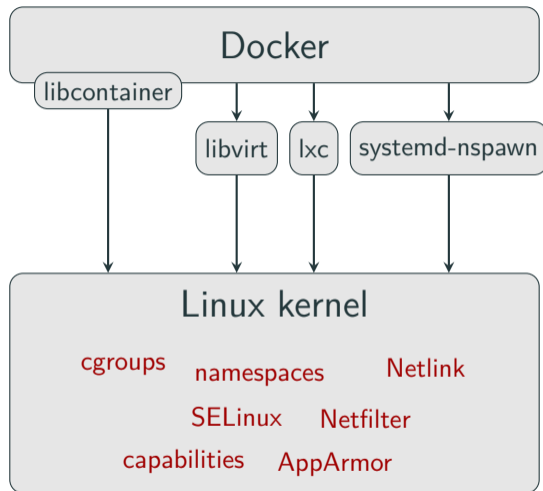 Docker
libcontainer
libvirt
lxc
systemd-nspawn
Linux kernel
cgroups
namespaces
Netlink
SELinux
Netfilter
capabilities
AppArmor